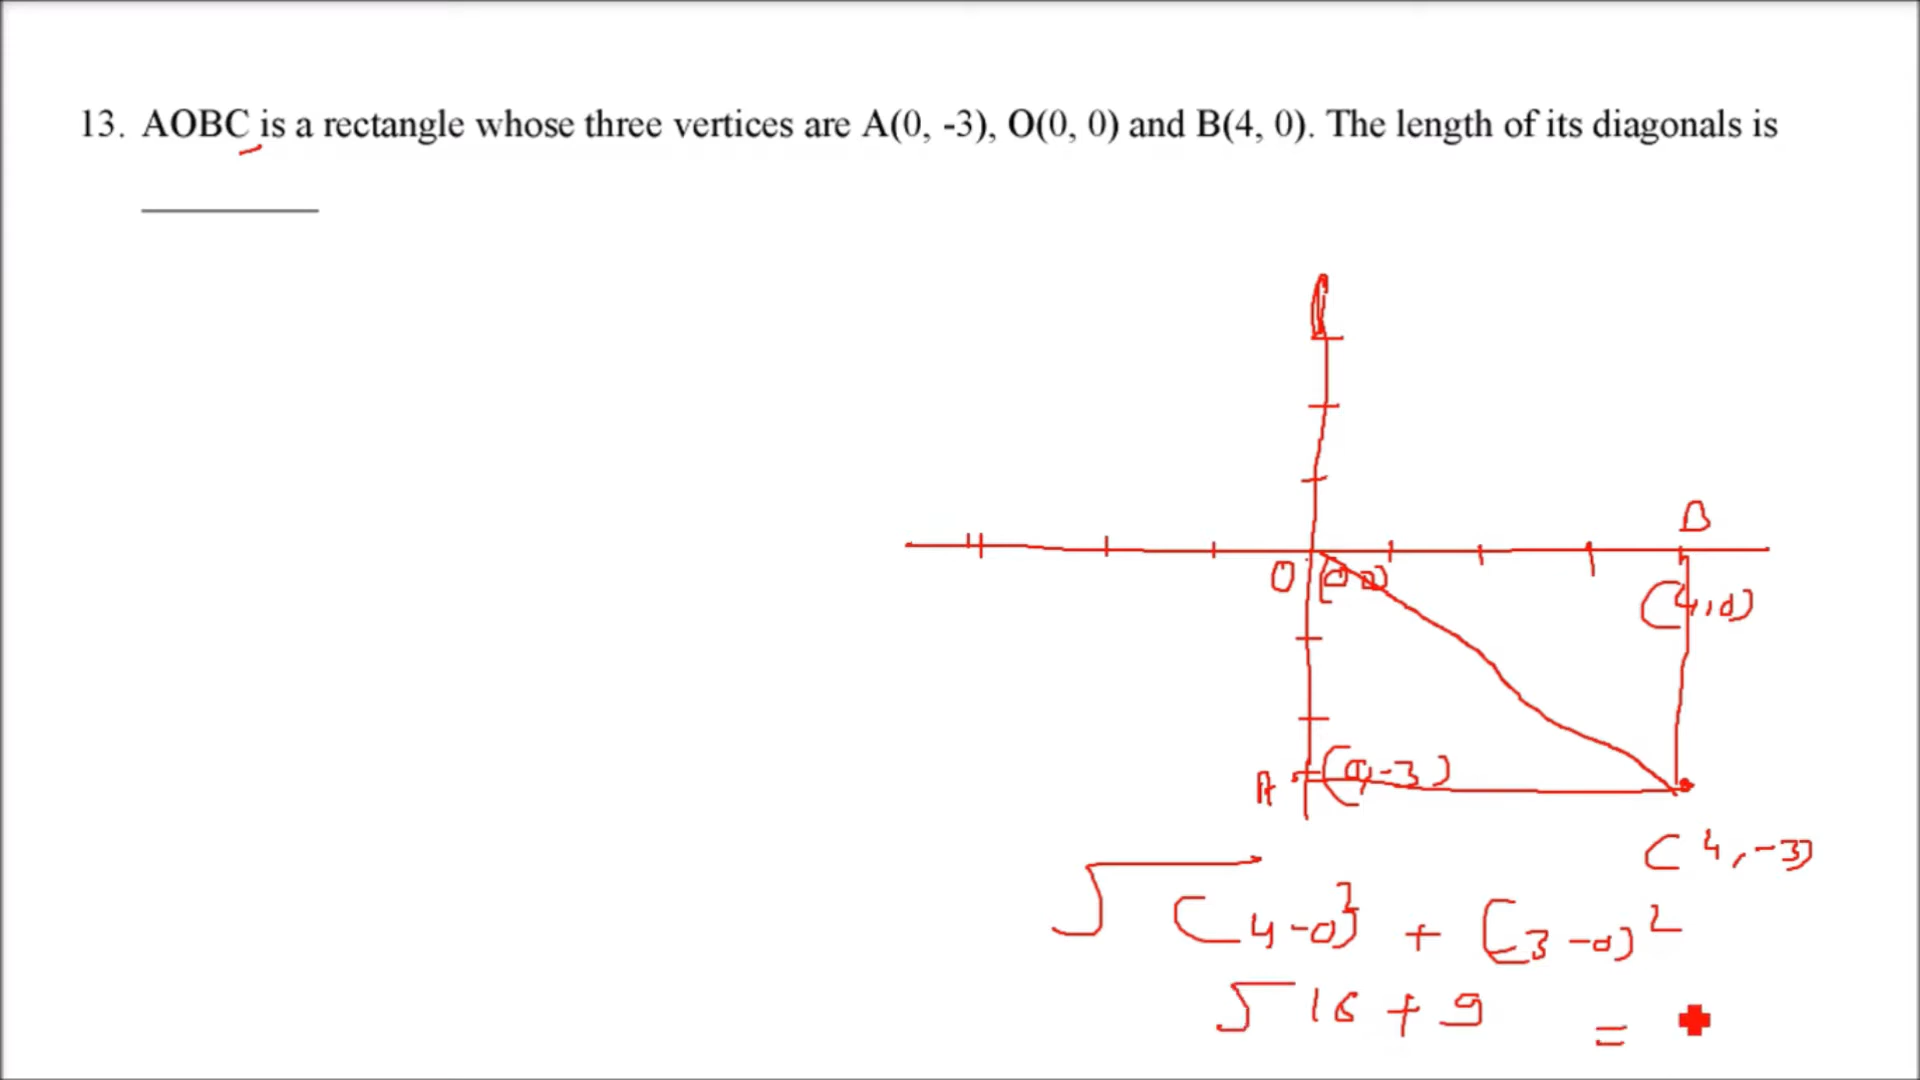 13. AOBC is a rectangle whose three vertices are A(0, -3), O(0, 0) and B(4, 0). The length of its diagonals is
B
O (0 0)
(4,0)
A (0,-3)
(4,-3)
√(4-0)² + (-3-0)²
√16+9 =